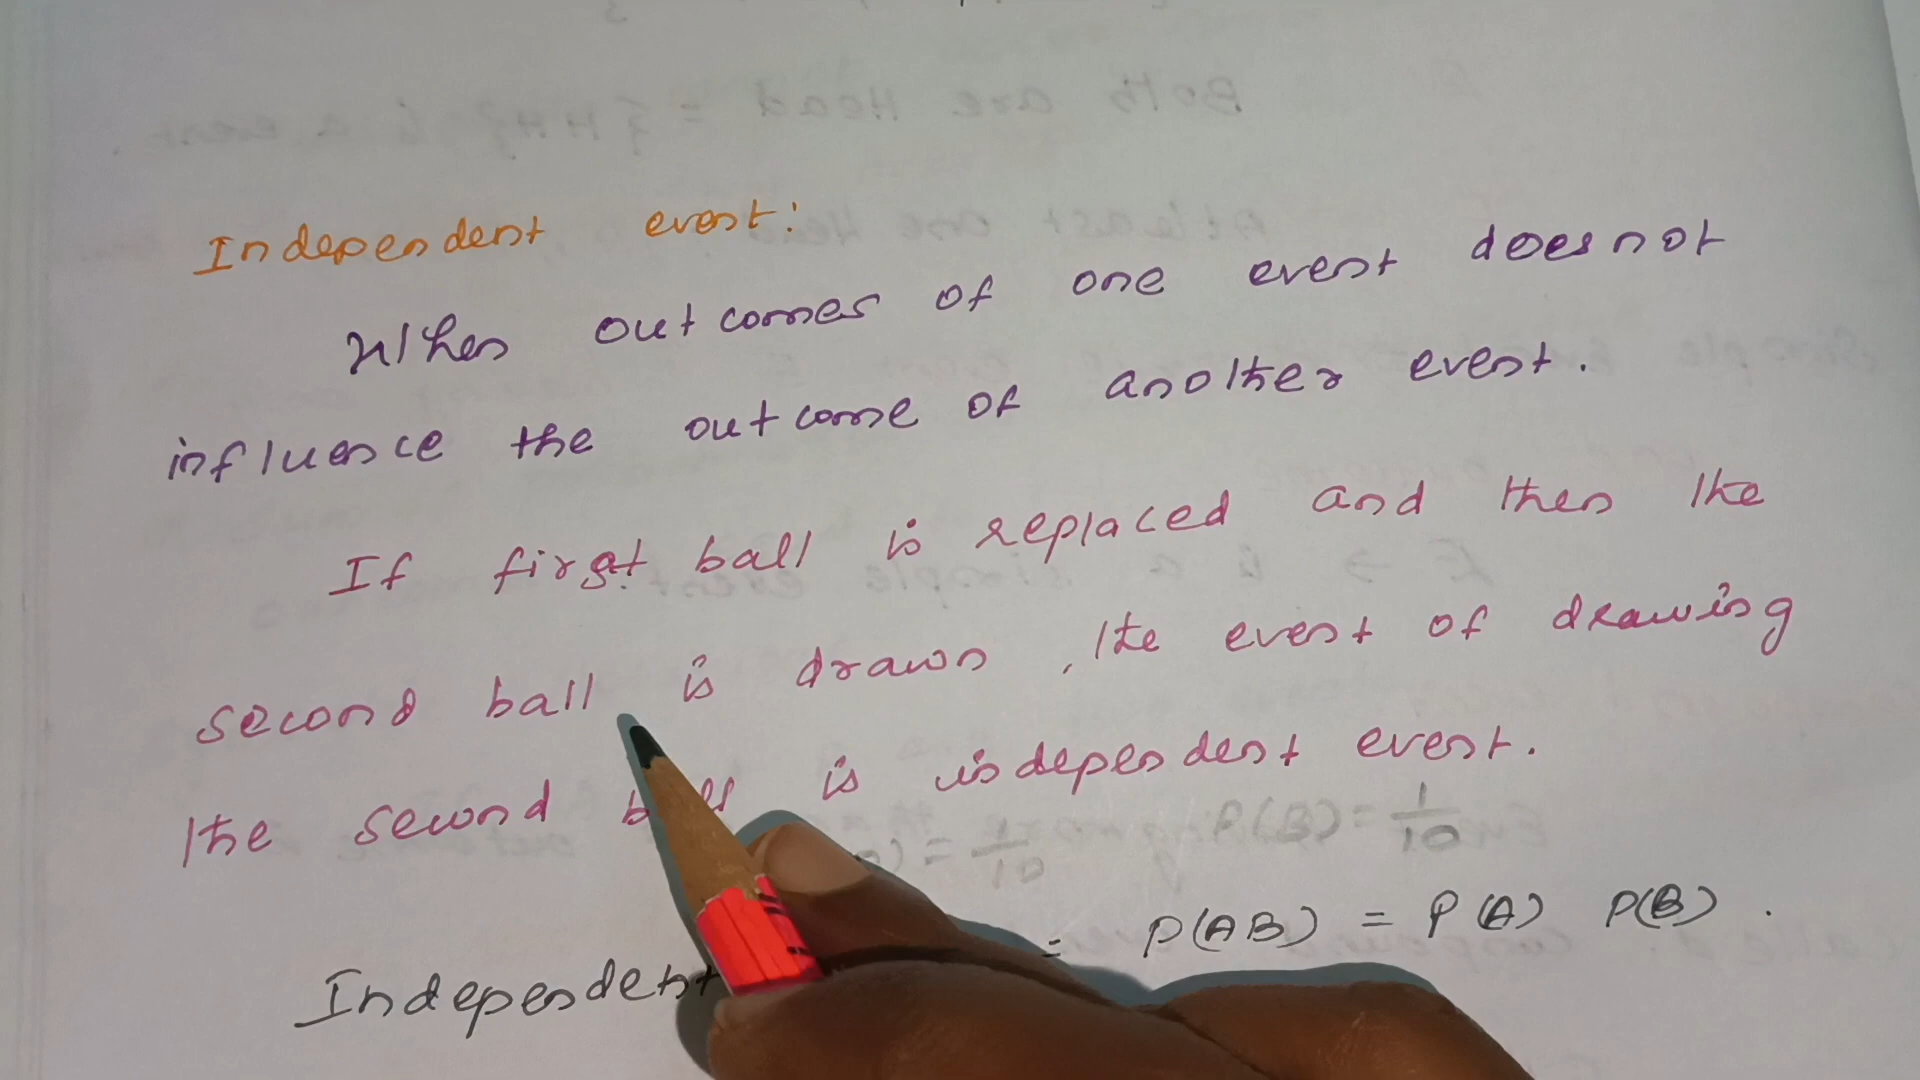 Independent event:
When outcomes of one event does not
influence the outcome of another event.
If first ball is replaced and then the
second ball is drawn, the event of drawing
the second ball is independent event.
Independent = P(AB) = P(A) P(B).